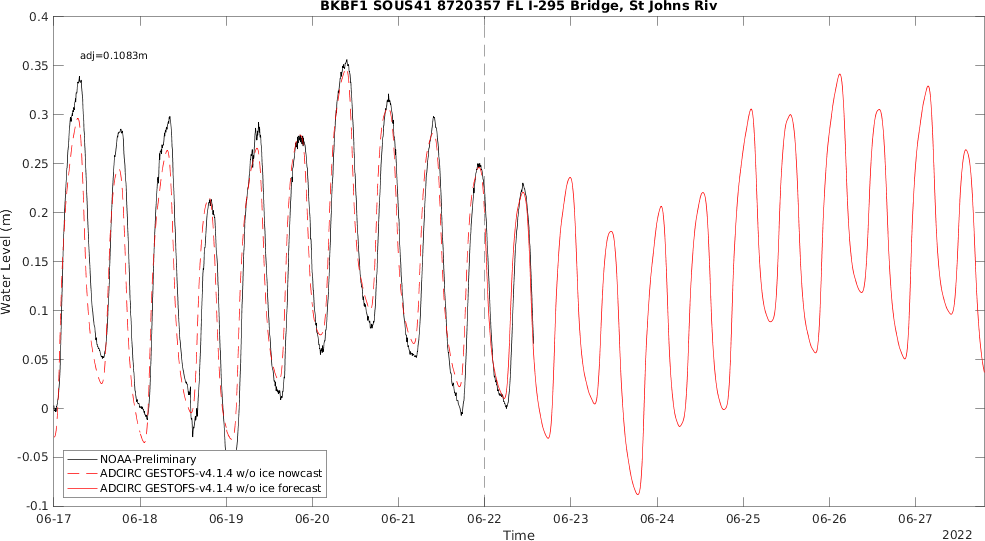 BKBF1 SOUS41 8720357 FL I-295 Bridge, St Johns Riv
adj=0.1083m
0.4
0.35
0.3
0.25
0.2
0.15
0.1
0.05
0
-0.05
-0.1
Water Level (m)
NOAA-Preliminary
ADCIRC GESTOFS-v4.1.4 w/o ice nowcast
ADCIRC GESTOFS-v4.1.4 w/o ice forecast
06-17 06-18 06-19 06-20 06-21 06-22 06-23 06-24 06-25 06-26 06-27
Time
2022